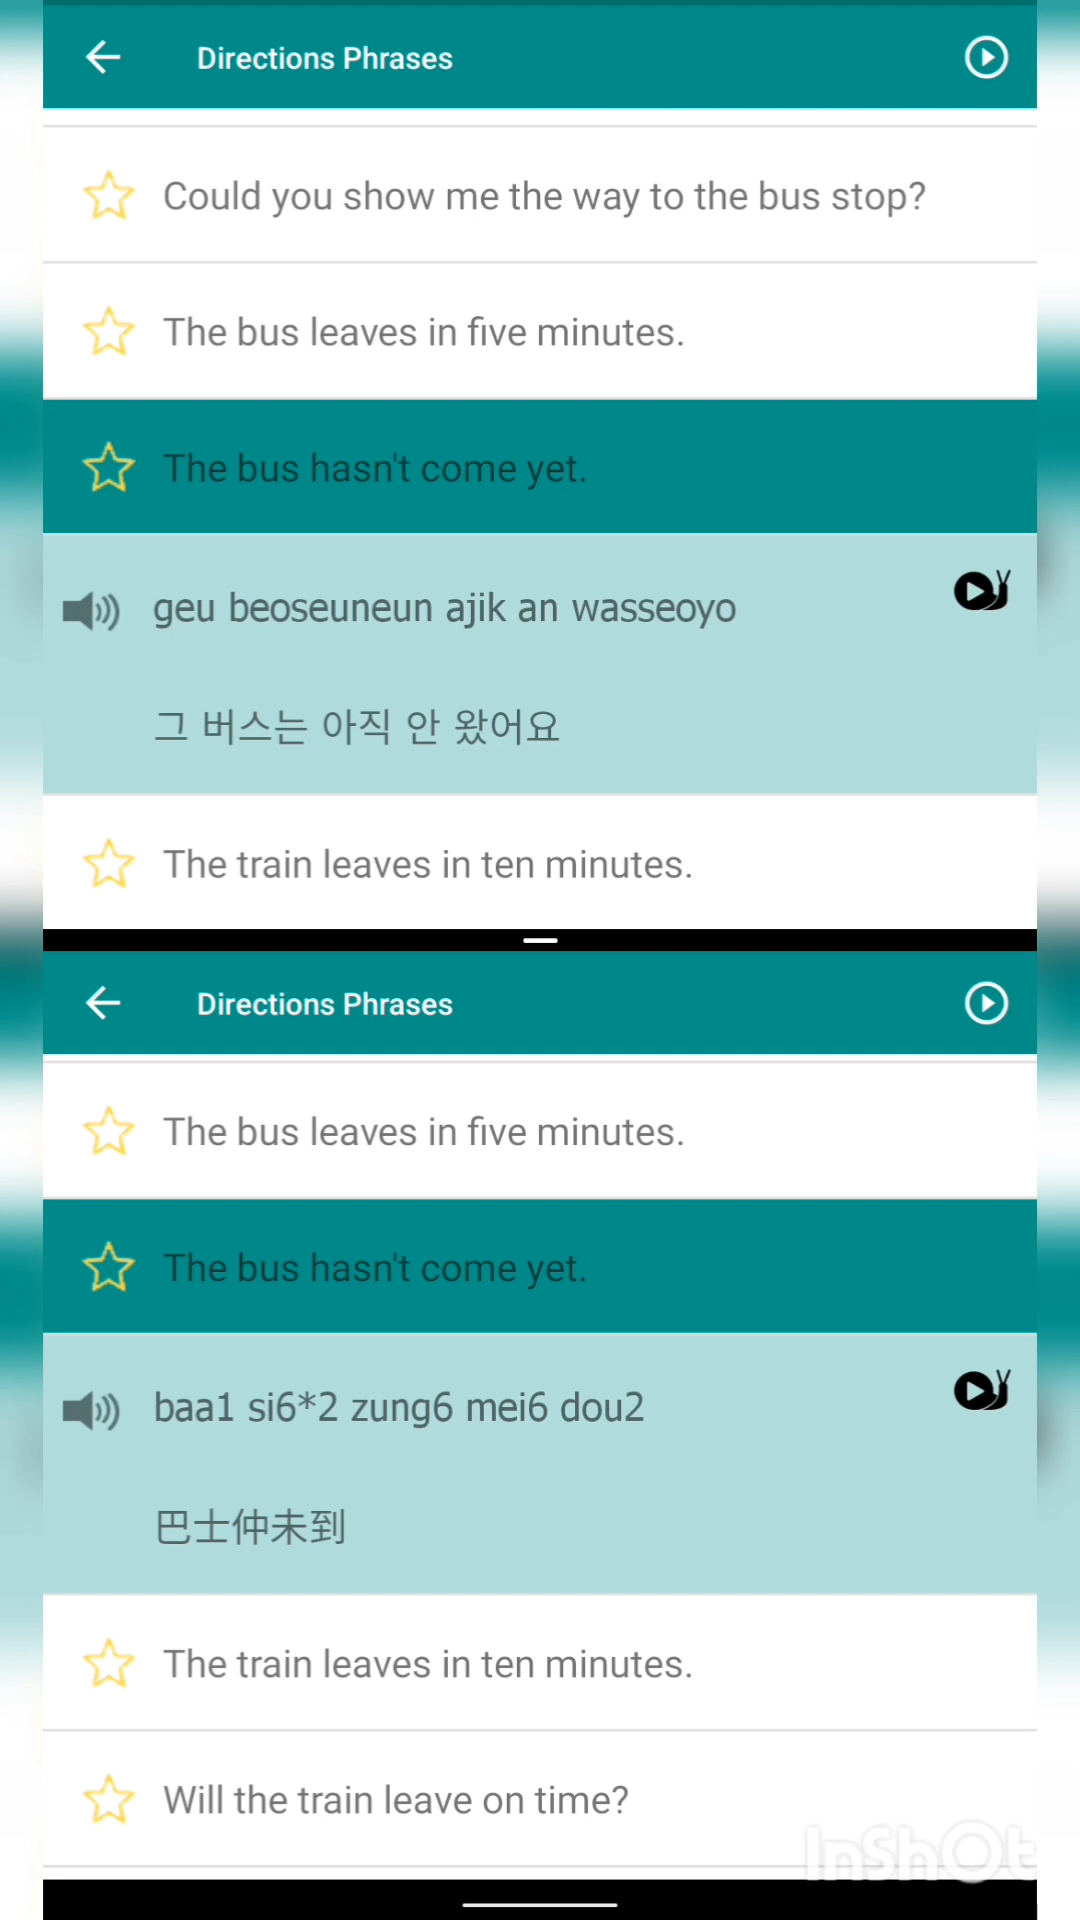 Directions Phrases
Could you show me the way to the bus stop?
The bus leaves in five minutes.
The bus hasn't come yet.
geu beoseuneun ajik an wasseoyo
그 버스는 아직 안 왔어요
The train leaves in ten minutes.
Directions Phrases
The bus leaves in five minutes.
The bus hasn't come yet.
baa1 si6*2 zung6 mei6 dou2
巴士仲未到
The train leaves in ten minutes.
Will the train leave on time?
InShOt